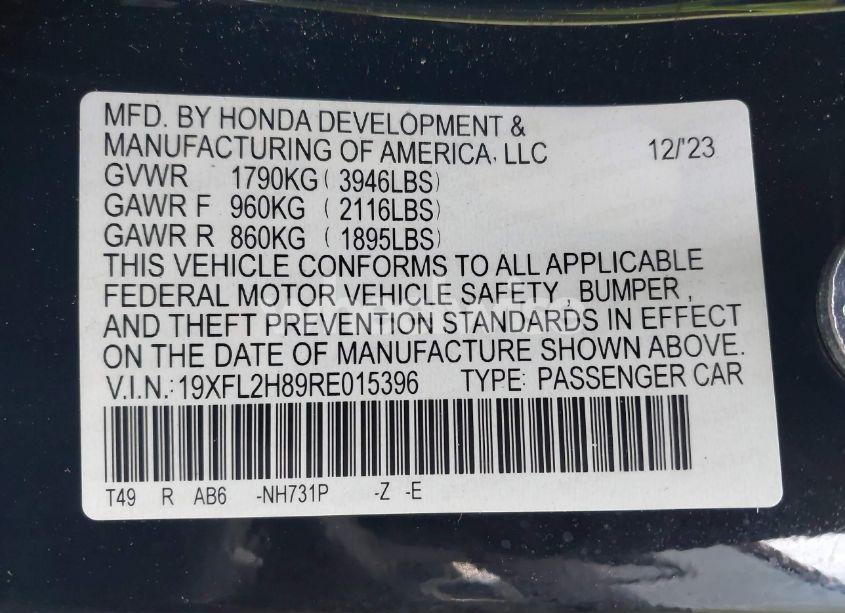 MFD. BY HONDA DEVELOPMENT &
MANUFACTURING OF AMERICA, LLC 12/'23
GVWR 1790KG ( 3946LBS)
GAWR F 960KG ( 2116LBS)
GAWR R 860KG ( 1895LBS)
THIS VEHICLE CONFORMS TO ALL APPLICABLE
FEDERAL MOTOR VEHICLE SAFETY, BUMPER,
AND THEFT PREVENTION STANDARDS IN EFFECT
ON THE DATE OF MANUFACTURE SHOWN ABOVE.
V.I.N.: 19XFL2H89RE015396 TYPE: PASSENGER CAR
T49 R AB6 -NH731P -Z -E